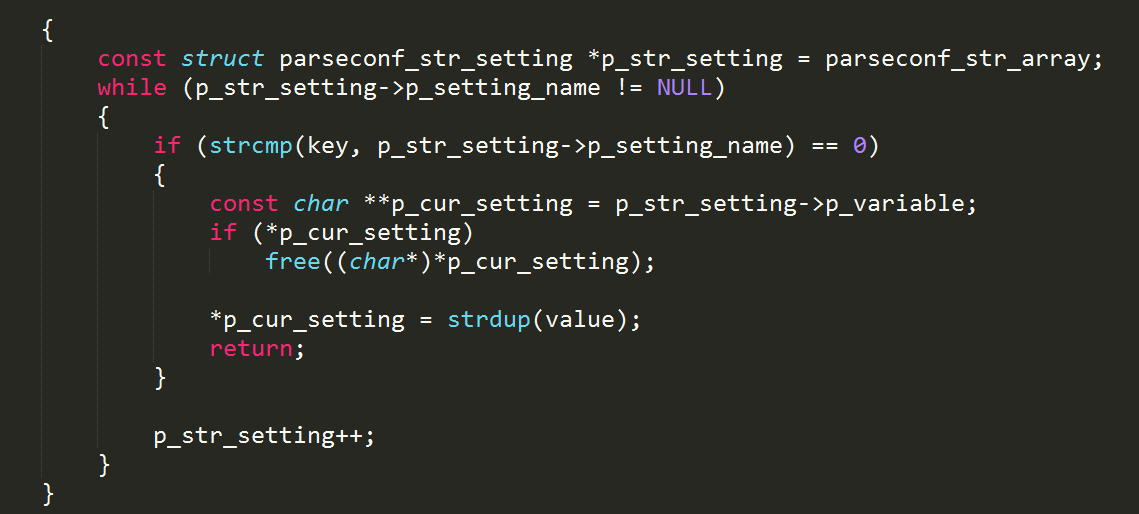 {
    const struct parseconf_str_setting *p_str_setting = parseconf_str_array;
    while (p_str_setting->p_setting_name != NULL)
    {
        if (strcmp(key, p_str_setting->p_setting_name) == 0)
        {
            const char **p_cur_setting = p_str_setting->p_variable;
            if (*p_cur_setting)
                free((char*)*p_cur_setting);

            *p_cur_setting = strdup(value);
            return;
        }

        p_str_setting++;
    }
}